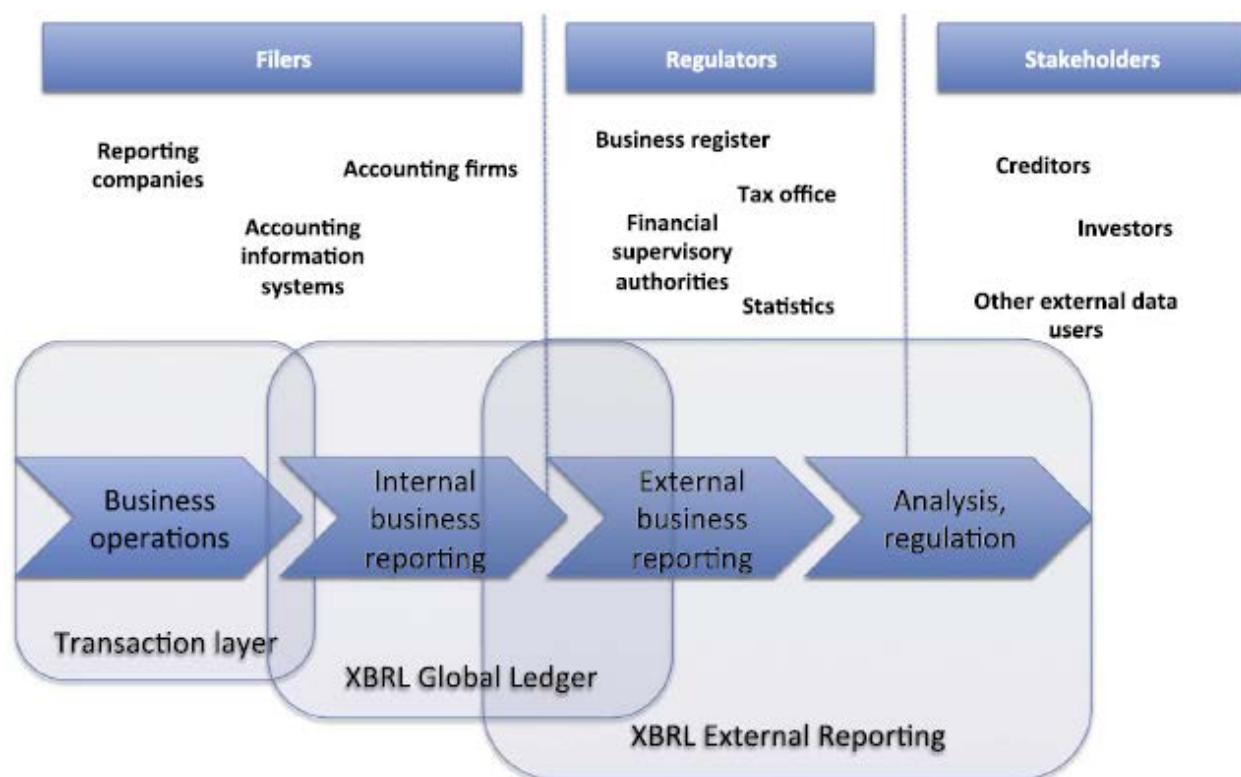 Filers
Regulators
Stakeholders
Reporting
companies
Accounting firms
Accounting
information
systems
Business register
Tax office
Financial
supervisory
authorities
Statistics
Creditors
Investors
Other external data
users
Business
operations
Internal
business
reporting
External
business
reporting
Analysis,
regulation
Transaction layer
XBRL Global Ledger
XBRL External Reporting